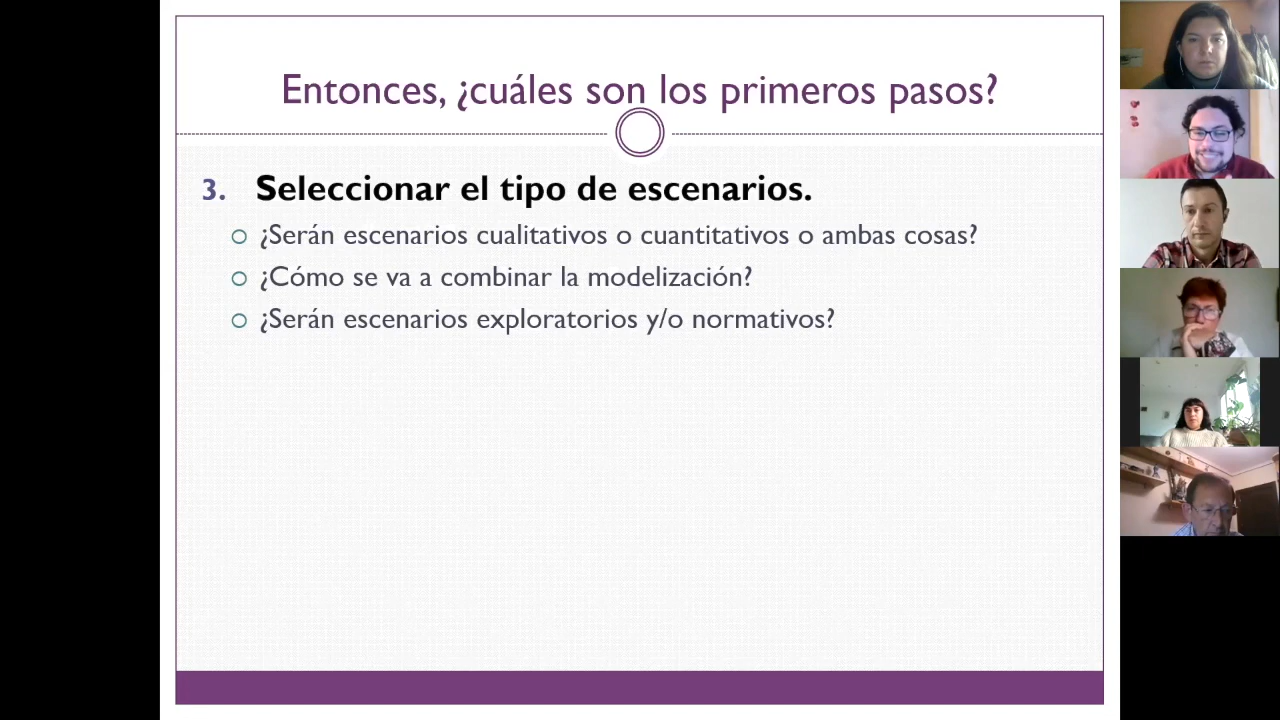 Entonces, ¿cuáles son los primeros pasos?
3. Seleccionar el tipo de escenarios.
¿Serán escenarios cualitativos o cuantitativos o ambas cosas?
¿Cómo se va a combinar la modelización?
¿Serán escenarios exploratorios y/o normativos?